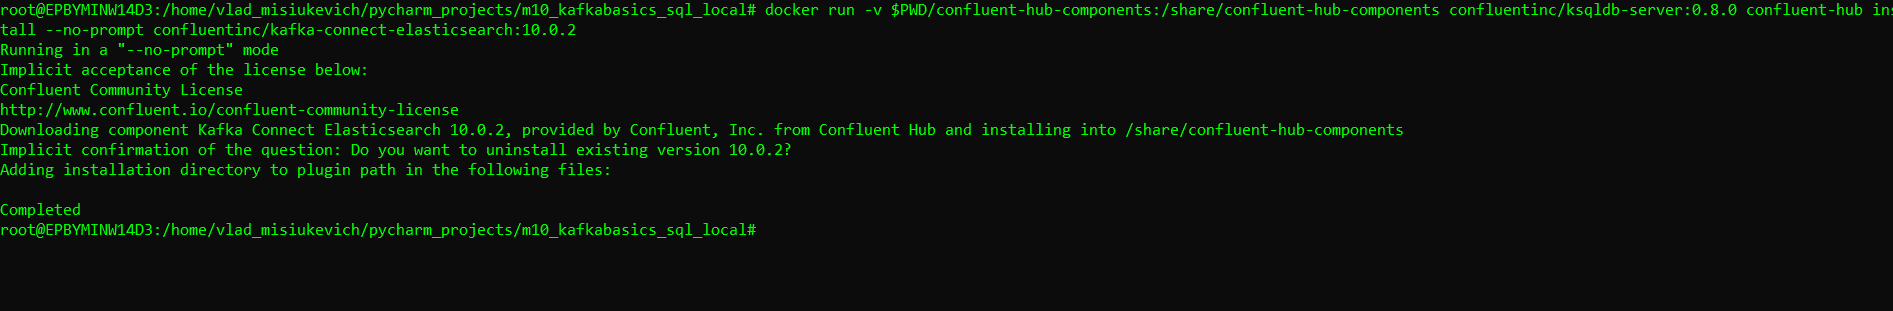 root@EPBYMINW14D3:/home/vlad_misiukevich/pycharm_projects/m10_kafkabasics_sql_local# docker run -v $PWD/confluent-hub-components:/share/confluent-hub-components confluentinc/ksqldb-server:0.8.0 confluent-hub ins
tall --no-prompt confluentinc/kafka-connect-elasticsearch:10.0.2
Running in a "--no-prompt" mode
Implicit acceptance of the license below:
Confluent Community License
http://www.confluent.io/confluent-community-license
Downloading component Kafka Connect Elasticsearch 10.0.2, provided by Confluent, Inc. from Confluent Hub and installing into /share/confluent-hub-components
Implicit confirmation of the question: Do you want to uninstall existing version 10.0.2?
Adding installation directory to plugin path in the following files:
Completed
root@EPBYMINW14D3:/home/vlad_misiukevich/pycharm_projects/m10_kafkabasics_sql_local#